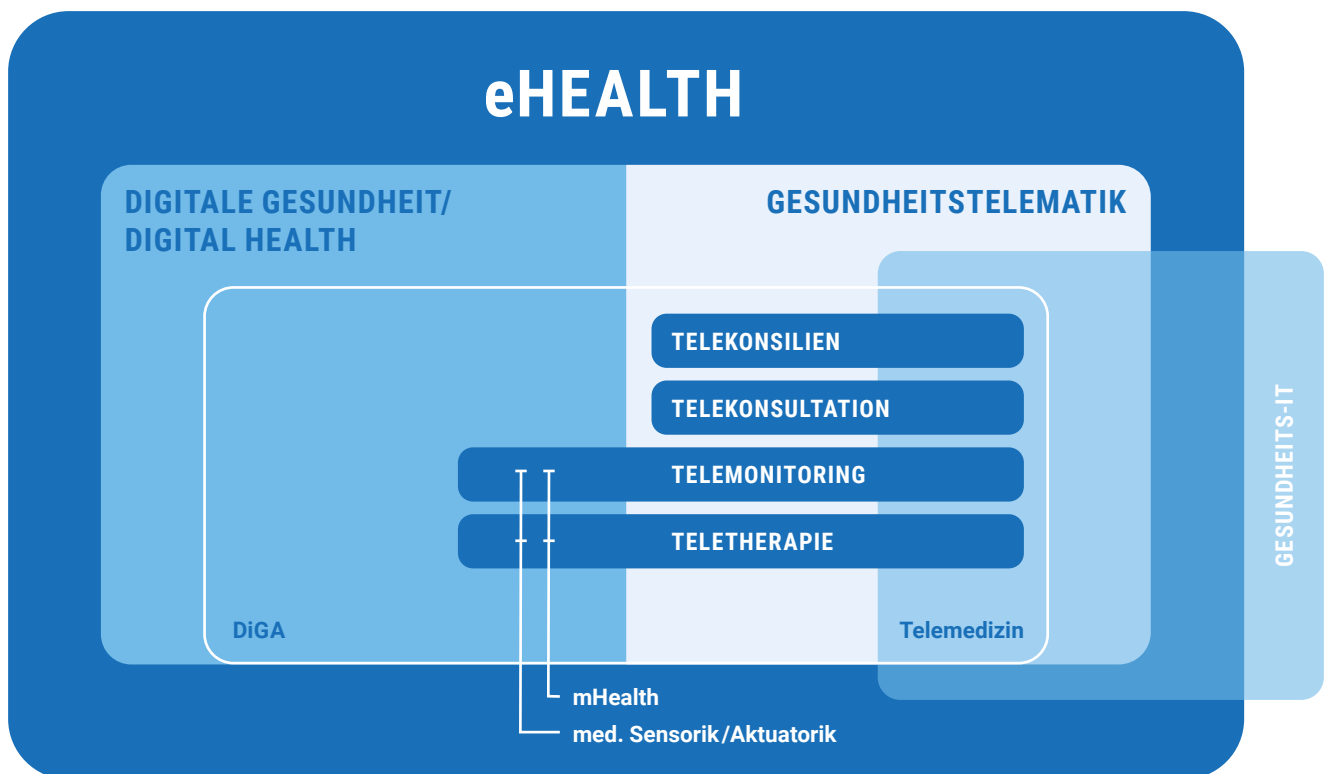 eHEALTH
DIGITALE GESUNDHEIT/
DIGITAL HEALTH
GESUNDHEITSTELEMATIK
TELEKONSILIEN
TELEKONSULTATION
TELEMONITORING
TELETHERAPIE
GESUNDHEITS-IT
DiGA
Telemedizin
mHealth
med. Sensorik/Aktuatorik